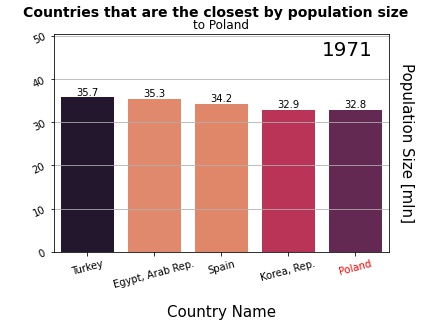 Countries that are the closest by population size
to Poland
1971
50
40
30
20
10
0
35.7
35.3
34.2
32.9
32.8
Turkey
Egypt, Arab Rep.
Spain
Korea, Rep.
Poland
Population Size [mln]
Country Name